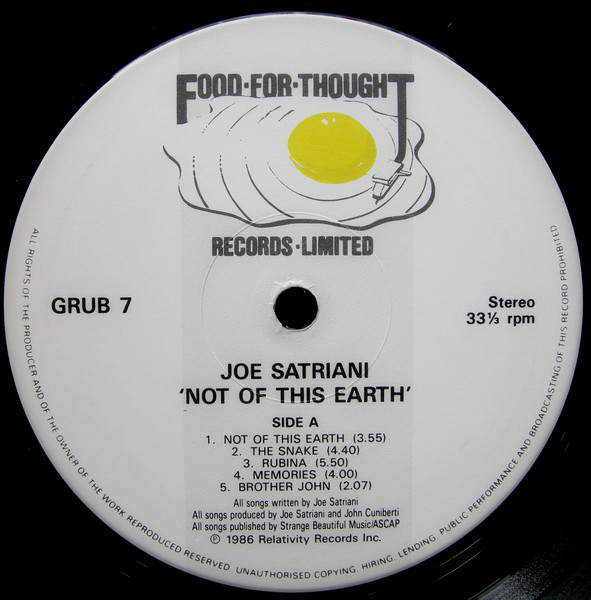 FOOD·FOR·THOUGHT
RECORDS·LIMITED
GRUB 7
Stereo
33⅓ rpm
JOE SATRIANI
'NOT OF THIS EARTH'
SIDE A
1. NOT OF THIS EARTH (3.55)
2. THE SNAKE (4.40)
3. RUBINA (5.50)
4. MEMORIES (4.00)
5. BROTHER JOHN (2.07)
All songs written by Joe Satriani
All songs produced by Joe Satriani and John Cuniberti
All songs published by Strange Beautiful Music/ASCAP
℗ 1986 Relativity Records Inc.
ALL RIGHTS OF THE PRODUCER AND OF THE OWNER OF THE WORK REPRODUCED RESERVED. UNAUTHORISED COPYING, HIRING, LENDING, PUBLIC PERFORMANCE AND BROADCASTING OF THIS RECORD PROHIBITED